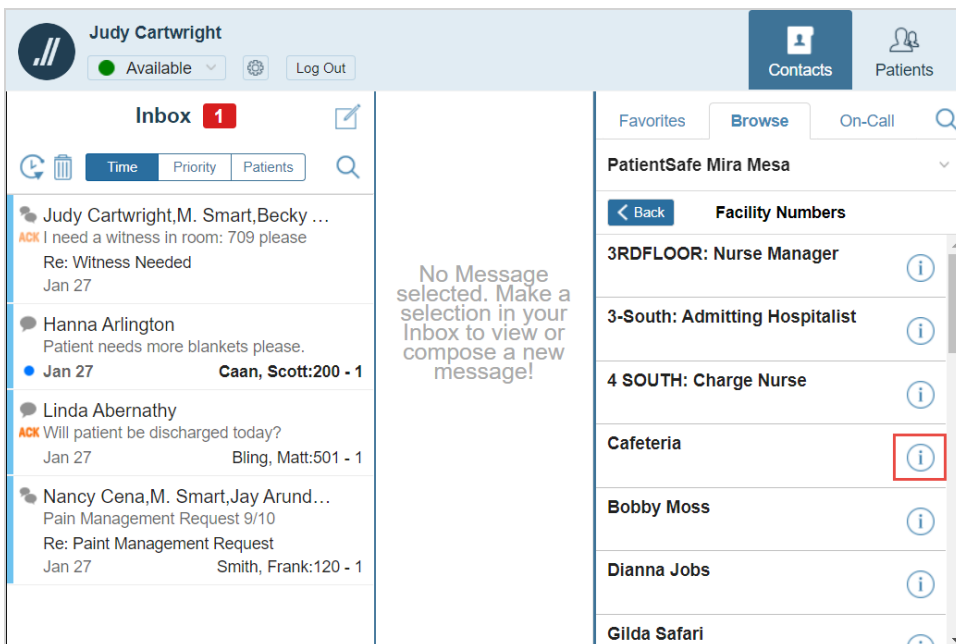 Judy Cartwright
Available
Log Out
Contacts
Patients
Inbox 1
Time Priority Patients
Judy Cartwright,M. Smart,Becky ...
ACK I need a witness in room: 709 please
Re: Witness Needed
Jan 27
Hanna Arlington
Patient needs more blankets please.
Jan 27 Caan, Scott:200 - 1
Linda Abernathy
ACK Will patient be discharged today?
Jan 27 Bling, Matt:501 - 1
Nancy Cena,M. Smart,Jay Arund...
Pain Management Request 9/10
Re: Paint Management Request
Jan 27 Smith, Frank:120 - 1
No Message
selected. Make a
selection in your
Inbox to view or
compose a new
message!
Favorites Browse On-Call
PatientSafe Mira Mesa
Back Facility Numbers
3RDFLOOR: Nurse Manager
3-South: Admitting Hospitalist
4 SOUTH: Charge Nurse
Cafeteria
Bobby Moss
Dianna Jobs
Gilda Safari